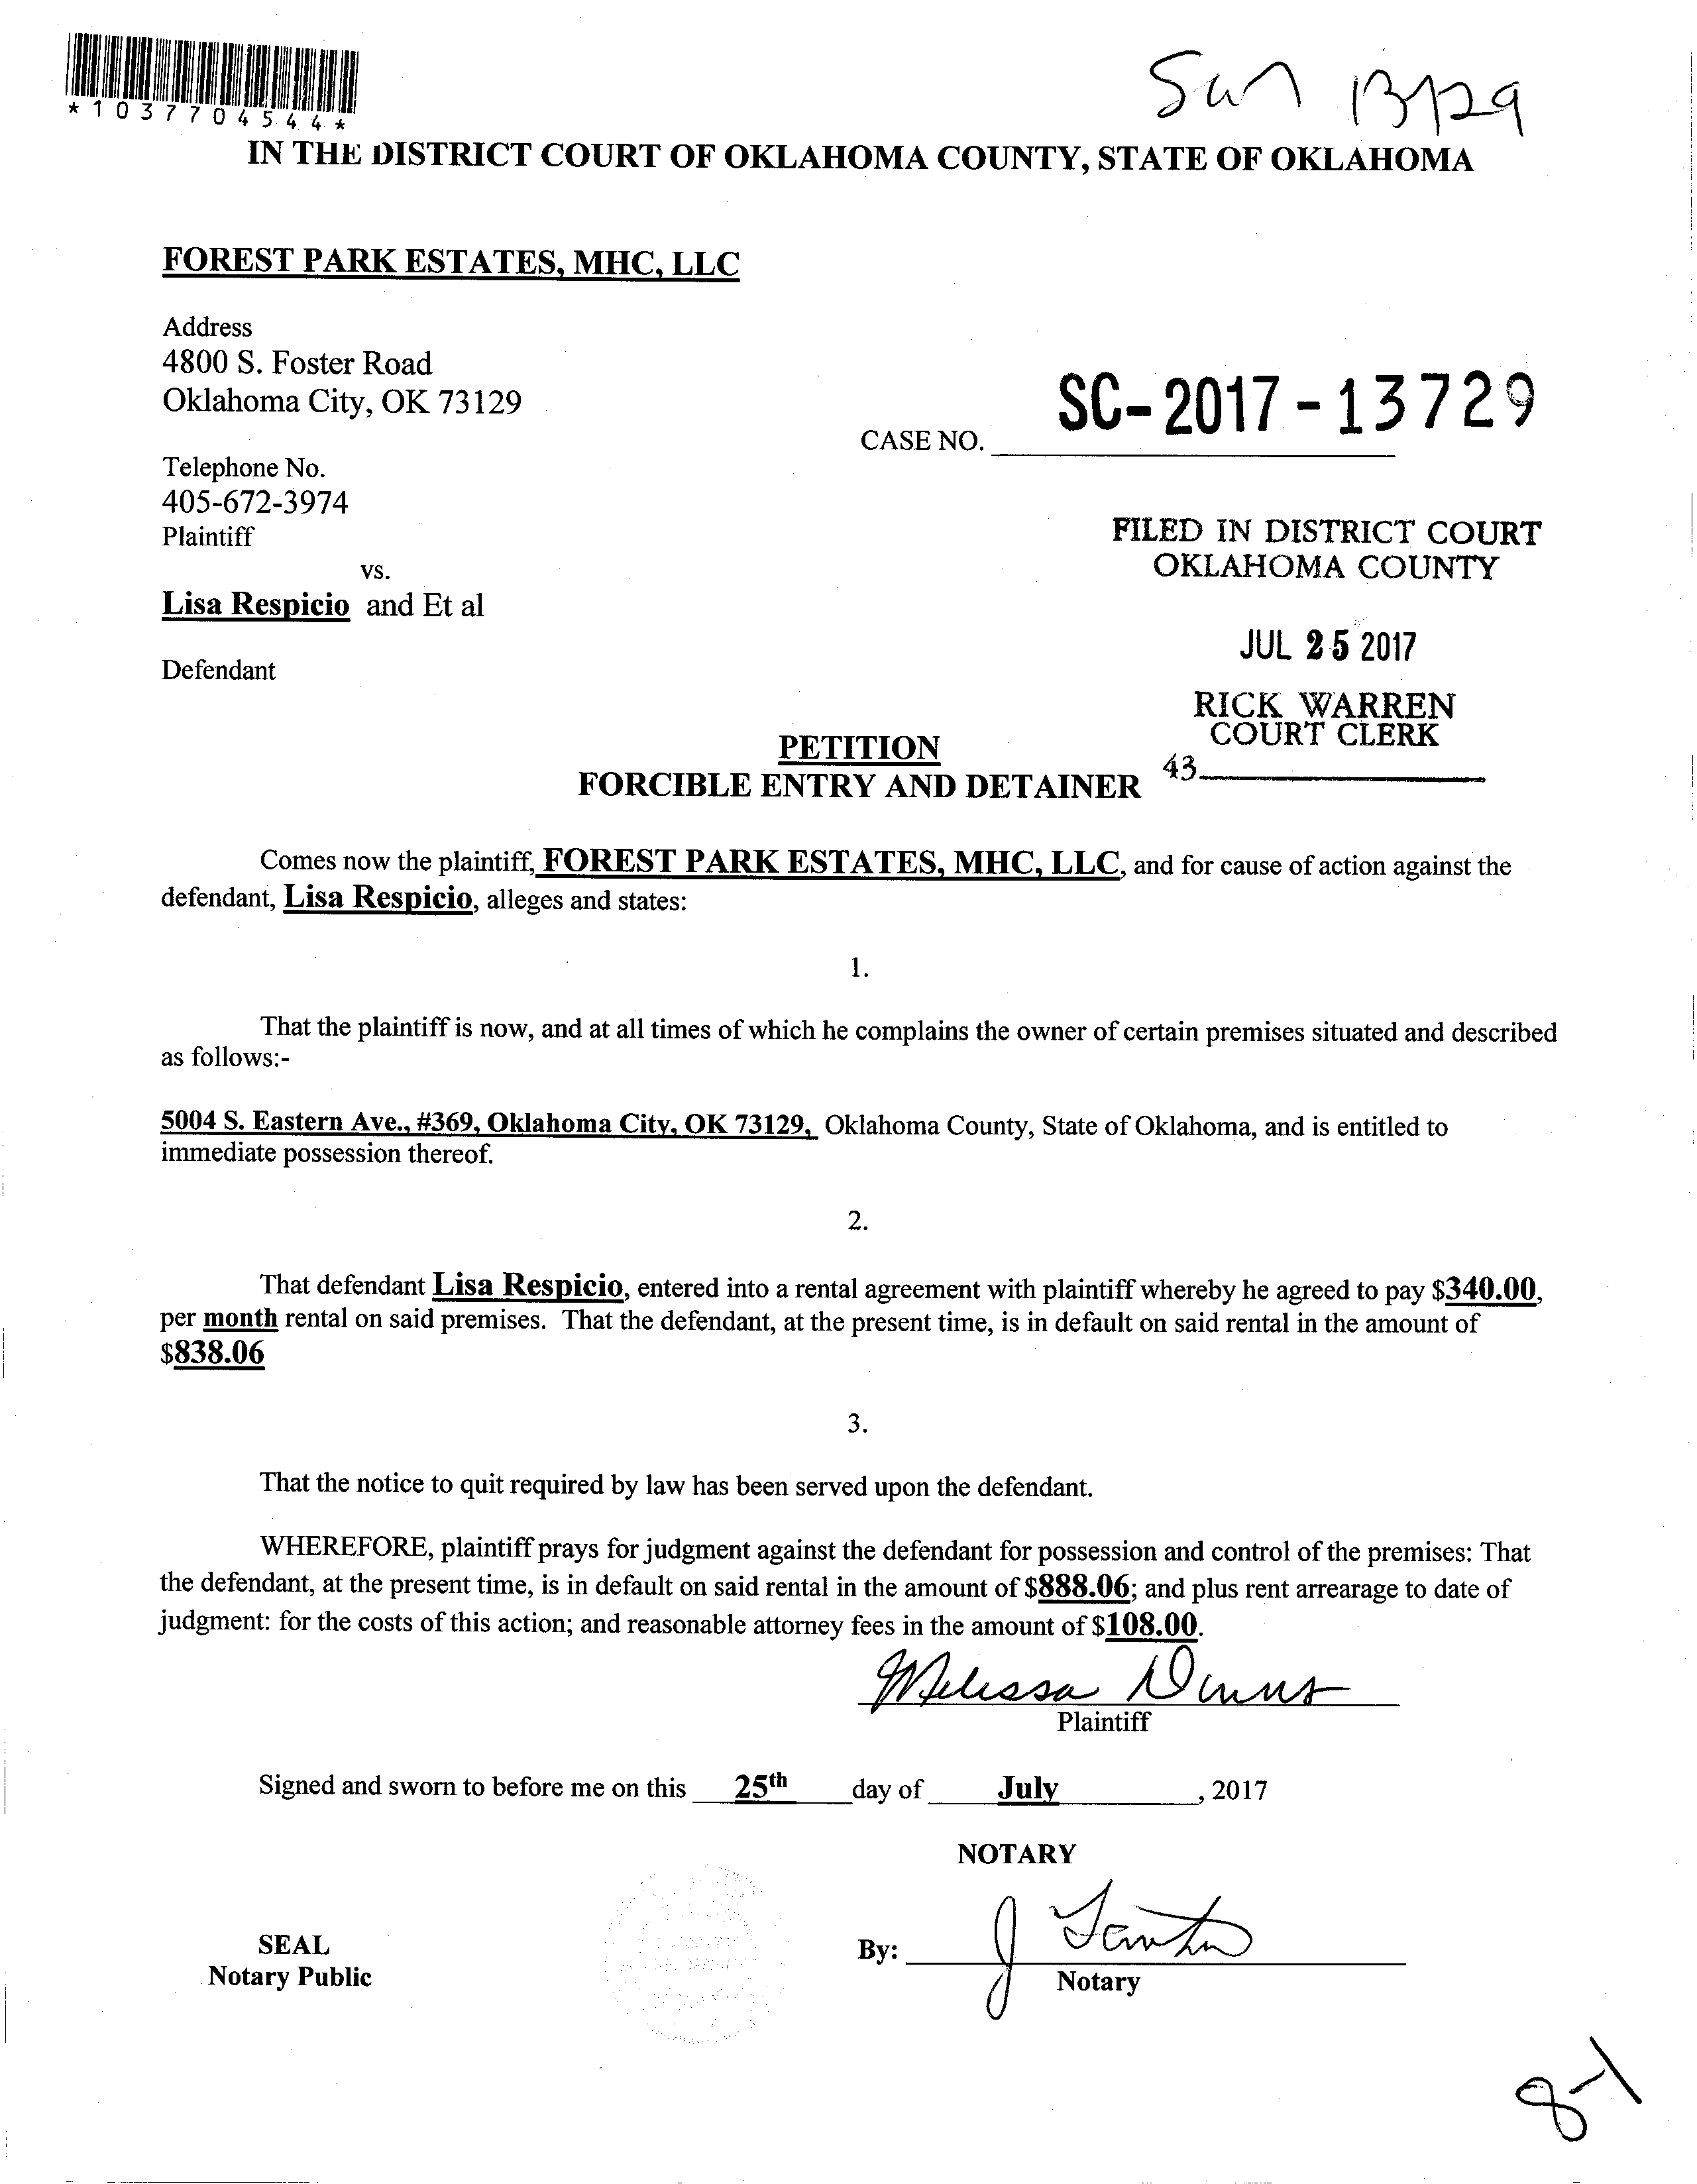 *1037704544*
IN THE DISTRICT COURT OF OKLAHOMA COUNTY, STATE OF OKLAHOMA
FOREST PARK ESTATES, MHC, LLC
Address
4800 S. Foster Road
Oklahoma City, OK 73129
CASE NO. SC-2017-13729
Telephone No.
405-672-3974
Plaintiff
vs.
Lisa Respicio and Et al
Defendant
FILED IN DISTRICT COURT
OKLAHOMA COUNTY
JUL 25 2017
RICK WARREN
COURT CLERK
43
PETITION
FORCIBLE ENTRY AND DETAINER
Comes now the plaintiff, FOREST PARK ESTATES, MHC, LLC, and for cause of action against the
defendant, Lisa Respicio, alleges and states:
1.
That the plaintiff is now, and at all times of which he complains the owner of certain premises situated and described
as follows:-
5004 S. Eastern Ave., #369, Oklahoma City, OK 73129, Oklahoma County, State of Oklahoma, and is entitled to
immediate possession thereof.
2.
That defendant Lisa Respicio, entered into a rental agreement with plaintiff whereby he agreed to pay $340.00,
per month rental on said premises. That the defendant, at the present time, is in default on said rental in the amount of
$838.06
3.
That the notice to quit required by law has been served upon the defendant.
WHEREFORE, plaintiff prays for judgment against the defendant for possession and control of the premises: That
the defendant, at the present time, is in default on said rental in the amount of $888.06; and plus rent arrearage to date of
judgment: for the costs of this action; and reasonable attorney fees in the amount of $108.00.
Melissa
Plaintiff
Signed and sworn to before me on this 25th day of July, 2017
NOTARY
SEAL
Notary Public
By: J
Notary
8-1